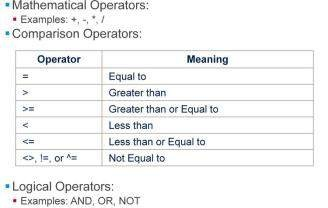 Mathematical Operators:
Examples: +, -, *, /
Comparison Operators:
Operator Meaning
= Equal to
> Greater than
>= Greater than or Equal to
< Less than
<= Less than or Equal to
<>, !=, or ^= Not Equal to
Logical Operators:
Examples: AND, OR, NOT